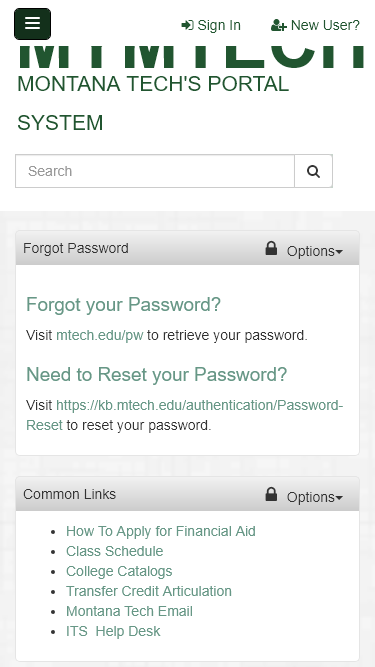 Sign In
New User?
MYMTECH
MONTANA TECH'S PORTAL
SYSTEM
Search
Forgot Password
Options
Forgot your Password?
Visit mtech.edu/pw to retrieve your password.
Need to Reset your Password?
Visit https://kb.mtech.edu/authentication/Password-
Reset to reset your password.
Common Links
Options
How To Apply for Financial Aid
Class Schedule
College Catalogs
Transfer Credit Articulation
Montana Tech Email
ITS  Help Desk